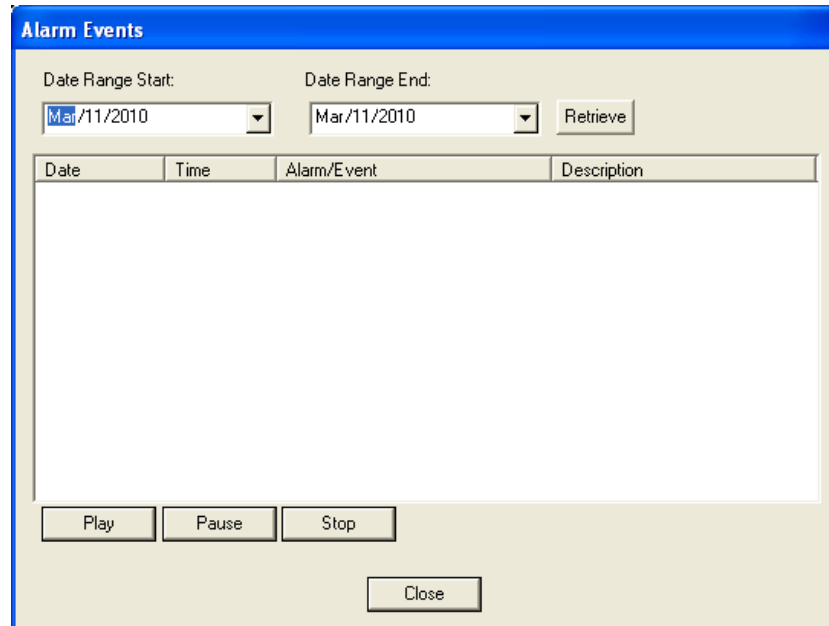 Alarm Events
Date Range Start: Date Range End:
Mar/11/2010 Mar/11/2010 Retrieve
Date Time Alarm/Event Description
Play Pause Stop
Close